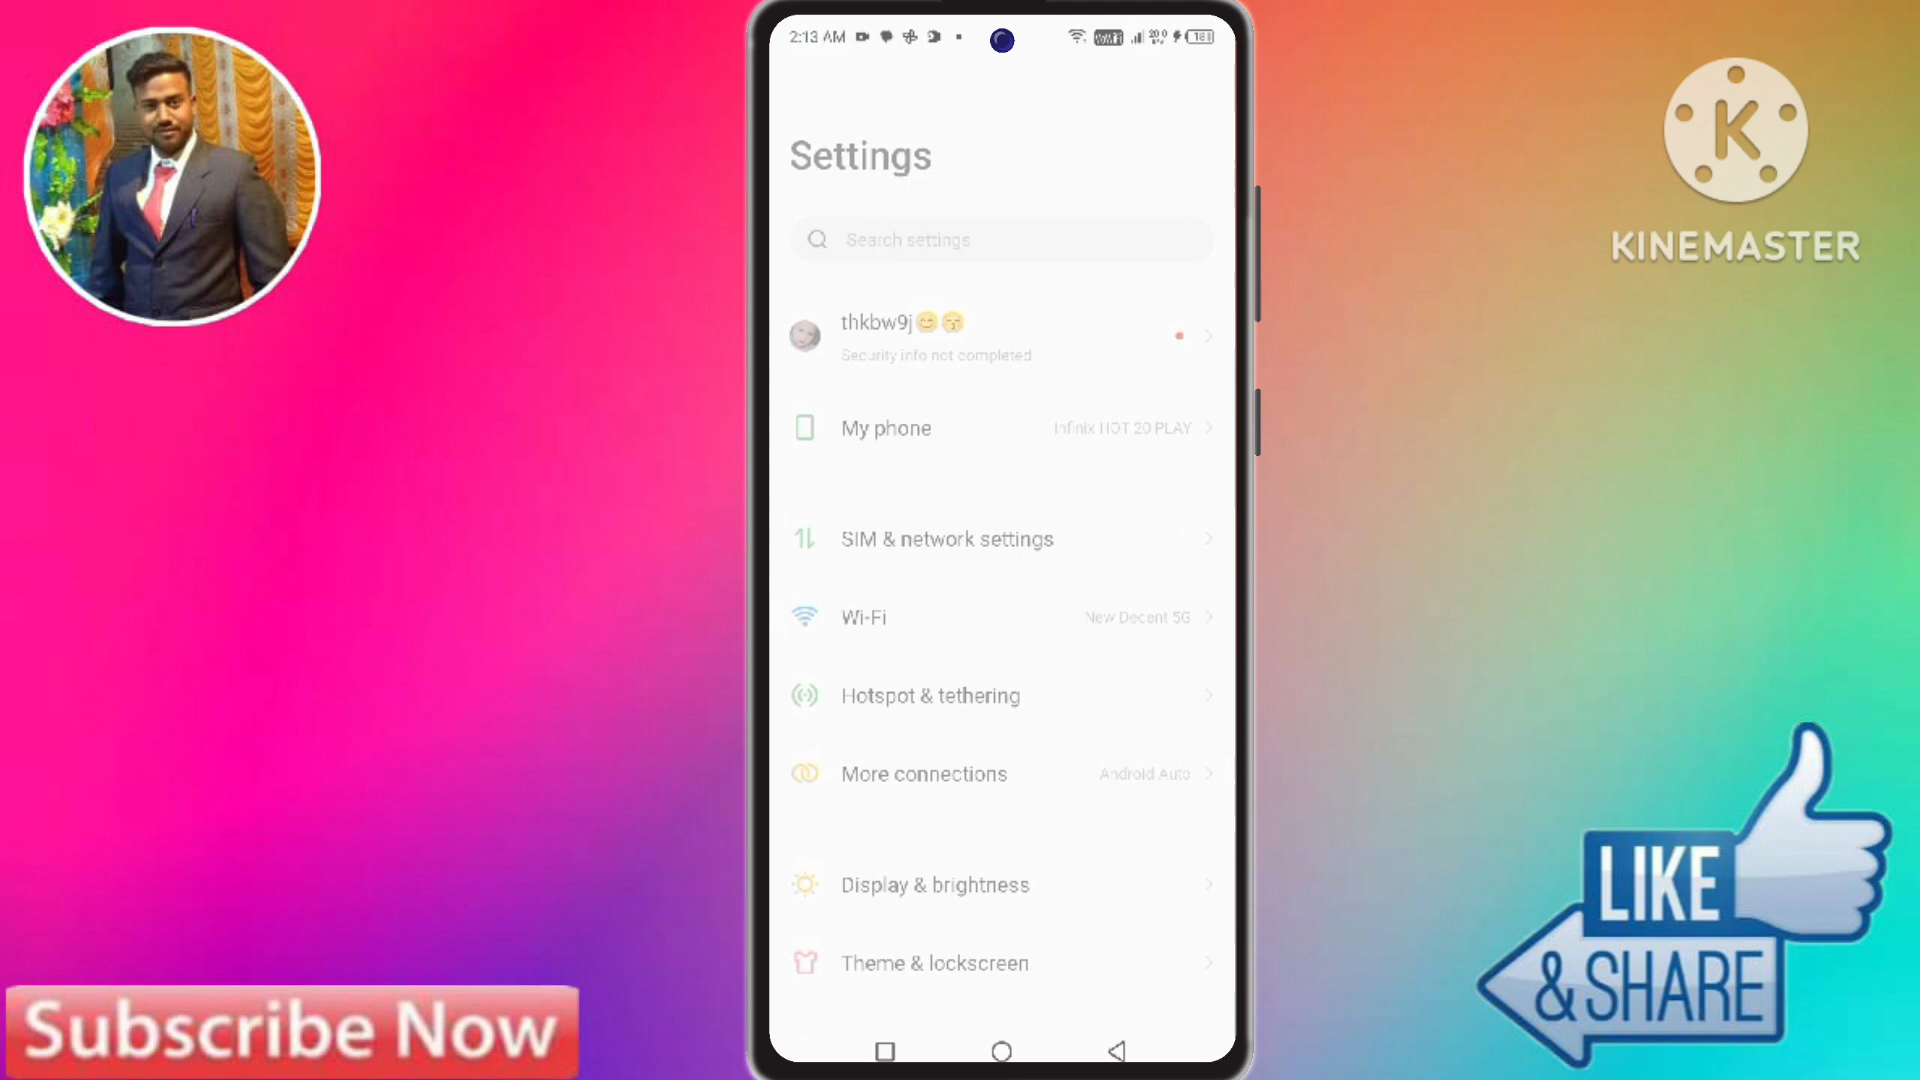 2:13 AM
VoWiFi
181
K
KINEMASTER
Settings
Search settings
thkbw9j😊😙
Security info not completed
My phone
Infinix HOT 20 PLAY
SIM & network settings
Wi-Fi
New Decent 5G
Hotspot & tethering
More connections
Android Auto
Display & brightness
Theme & lockscreen
LIKE
& SHARE
Subscribe Now